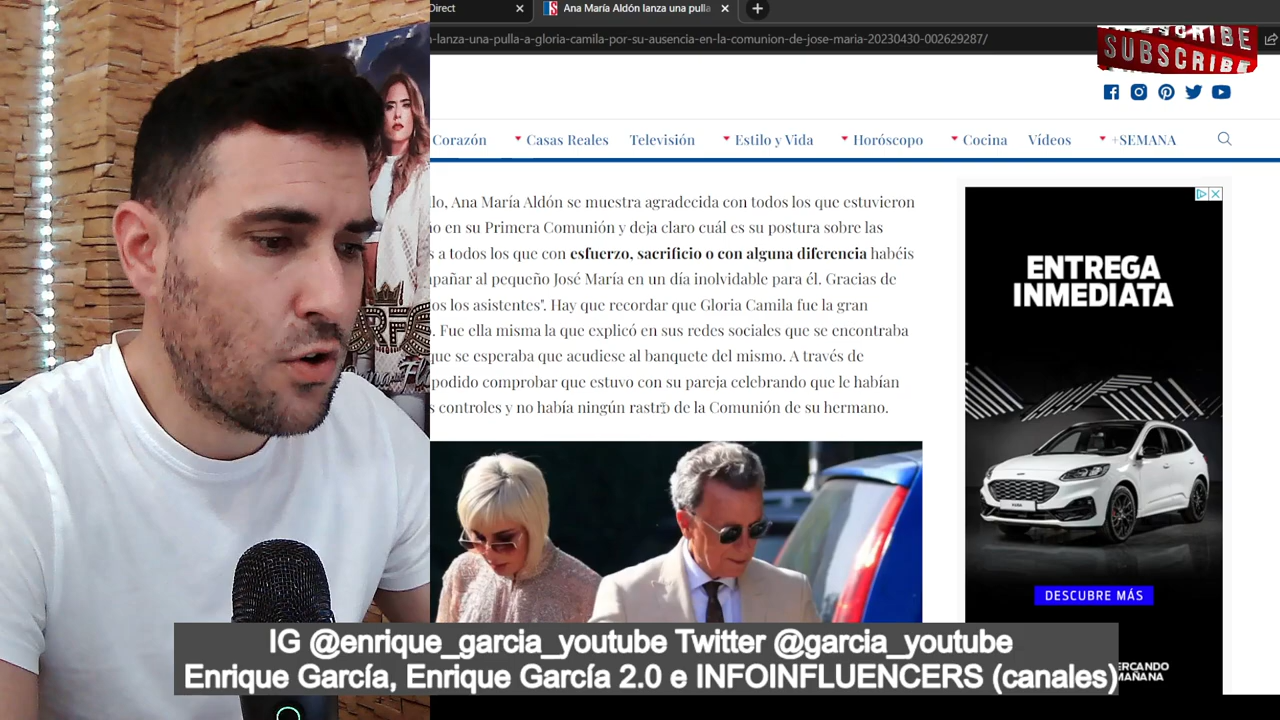 Direct
Ana María Aldón lanza una pulla
lanza-una-pulla-a-gloria-camila-por-su-ausencia-en-la-comunion-de-jose-maria-20230430-002629287/
SUBSCRIBE
SUBSCRIBE
Corazón Casas Reales Televisión Estilo y Vida Horóscopo Cocina Vídeos +SEMANA
lo, Ana María Aldón se muestra agradecida con todos los que estuvieron
o en su Primera Comunión y deja claro cuál es su postura sobre las
s a todos los que con esfuerzo, sacrificio o con alguna diferencia habéis
pañar al pequeño José María en un día inolvidable para él. Gracias de
os los asistentes". Hay que recordar que Gloria Camila fue la gran
. Fue ella misma la que explicó en sus redes sociales que se encontraba
que se esperaba que acudiese al banquete del mismo. A través de
podido comprobar que estuvo con su pareja celebrando que le habían
s controles y no había ningún rastro de la Comunión de su hermano.
ENTREGA
INMEDIATA
DESCUBRE MÁS
ERCANDO
MAÑANA
RFC
IG @enrique_garcia_youtube Twitter @garcia_youtube
Enrique García, Enrique García 2.0 e INFOINFLUENCERS (canales)